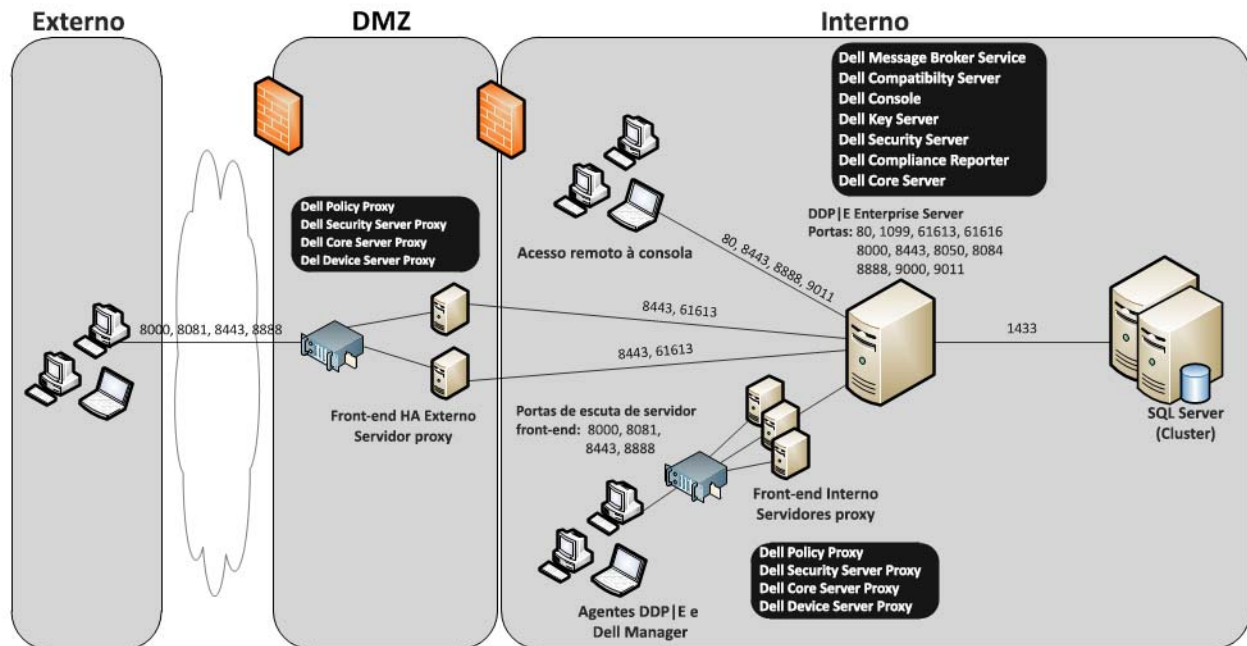 Externo
DMZ
Interno
Dell Message Broker Service
Dell Compatibilty Server
Dell Console
Dell Key Server
Dell Security Server
Dell Compliance Reporter
Dell Core Server
Dell Policy Proxy
Dell Security Server Proxy
Dell Core Server Proxy
Del Device Server Proxy
Acesso remoto à consola
DDP|E Enterprise Server
Portas: 80, 1099, 61613, 61616
8000, 8443, 8050, 8084
8888, 9000, 9011
80, 8443, 8888, 9011
8000, 8081, 8443, 8888
8443, 61613
8443, 61613
1433
Front-end HA Externo
Servidor proxy
Portas de escuta de servidor
front-end: 8000, 8081,
8443, 8888
SQL Server
(Cluster)
Front-end Interno
Servidores proxy
Dell Policy Proxy
Dell Security Server Proxy
Dell Core Server Proxy
Dell Device Server Proxy
Agentes DDP|E e
Dell Manager